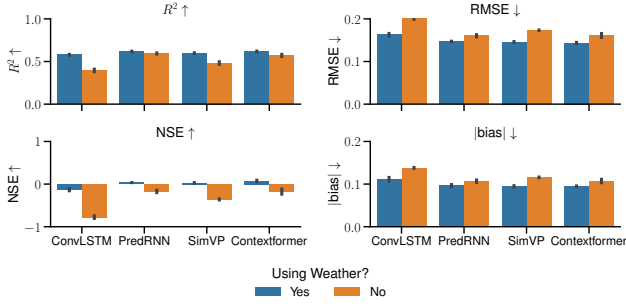 R² ↑
R² ↑
1.0
0.5
0.0
RMSE ↓
RMSE ↓
0.2
0.1
0.0
NSE ↑
NSE ↑
1
0
−1
ConvLSTM PredRNN SimVP Contextformer
|bias| ↓
|bias| ↓
0.2
0.1
0.0
ConvLSTM PredRNN SimVP Contextformer
Using Weather?
Yes No